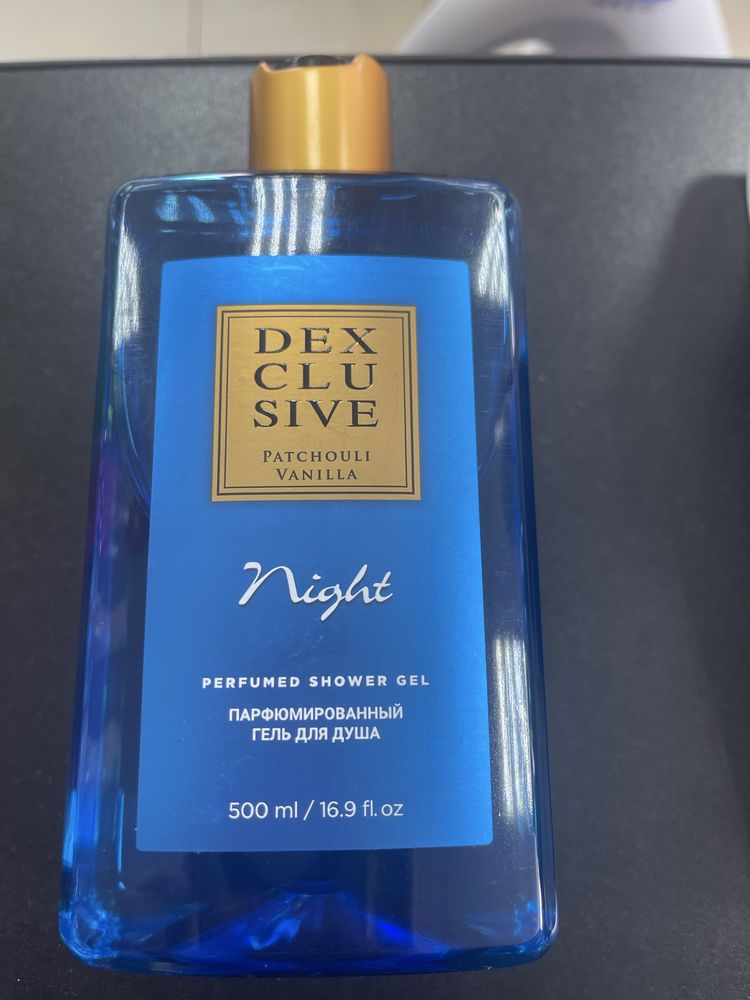 DEX
CLU
SIVE
PATCHOULI
VANILLA
Night
PERFUMED SHOWER GEL
ПАРФЮМИРОВАННЫЙ
ГЕЛЬ ДЛЯ ДУША
500 ml / 16.9 fl. oz